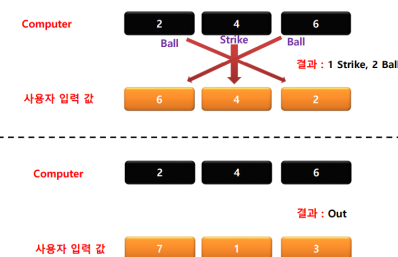 Computer 2 4 6
Ball Strike Ball
결과 : 1 Strike, 2 Ball
사용자 입력 값 6 4 2
Computer 2 4 6
결과 : Out
사용자 입력 값 7 1 3